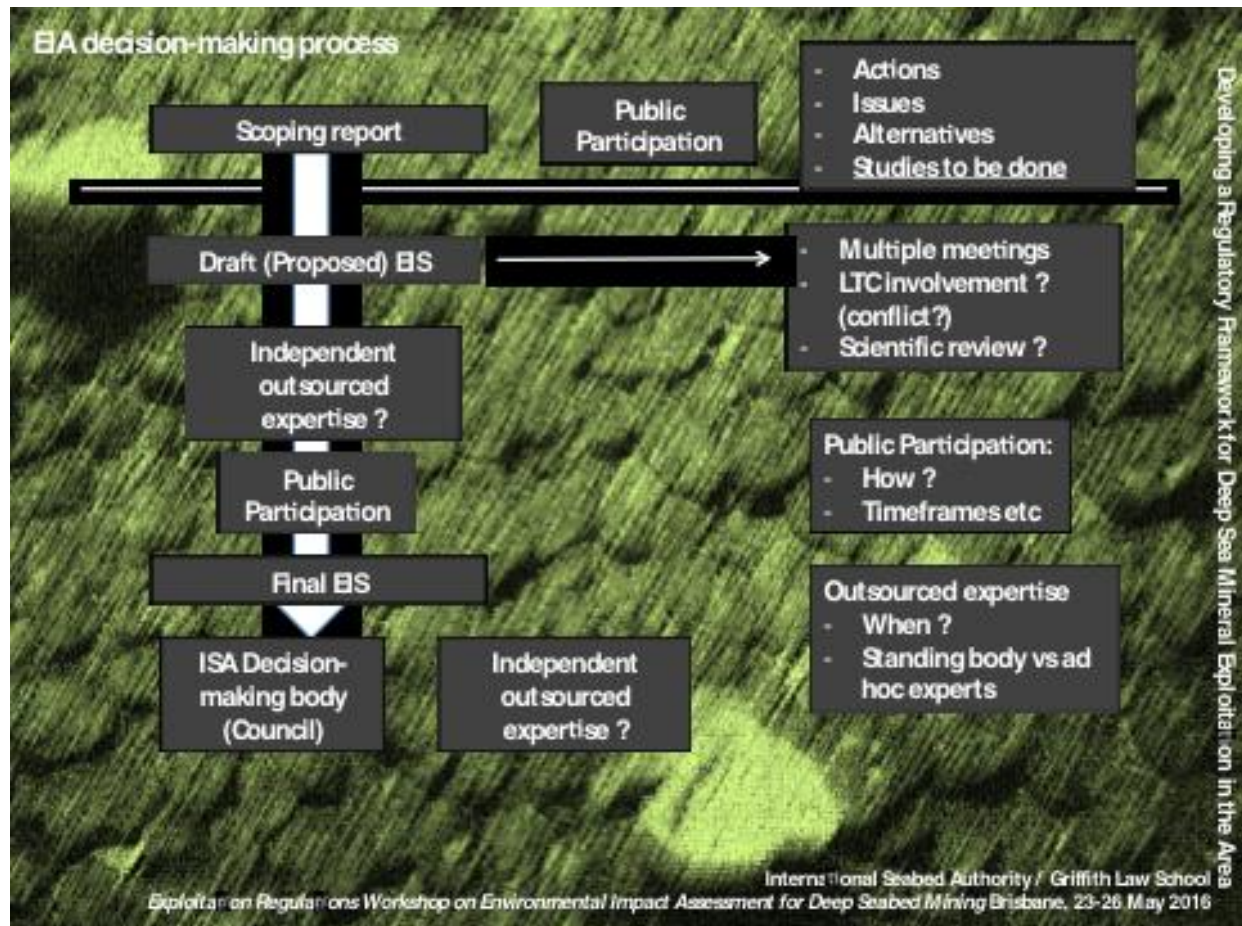 EIA decision-making process
Scoping report
Public
Participation
- Actions
- Issues
- Alternatives
- Studies to be done
Draft (Proposed) EIS
- Multiple meetings
- LTC involvement ?
(conflict?)
- Scientific review ?
Independent
outsourced
expertise ?
Public
Participation
Public Participation:
- How ?
- Timeframes etc
Final EIS
Outsourced expertise
- When ?
- Standing body vs ad
hoc experts
ISA Decision-
making body
(Council)
Independent
outsourced
expertise ?
International Seabed Authority / Griffith Law School
Exploitation Regulations Workshop on Environmental Impact Assessment for Deep Seabed Mining Brisbane, 23-26 May 2016
Developing a Regulatory Framework for Deep Sea Mineral Exploitation in the Area